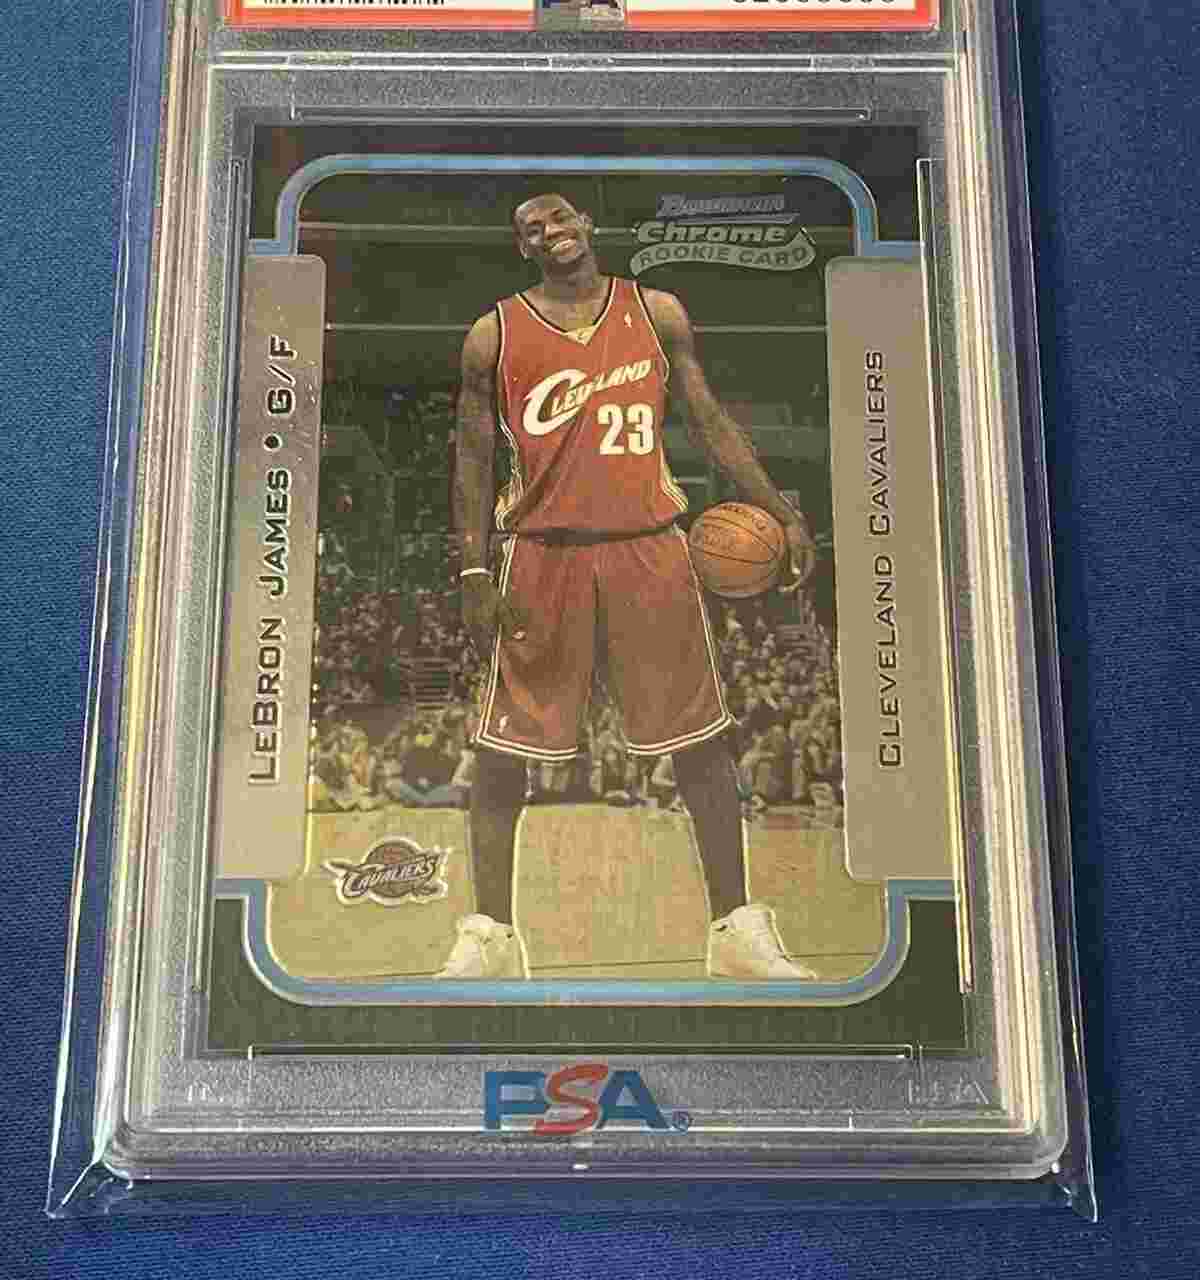 Bowman
Chrome
ROOKIE CARD
LEBRON JAMES • G/F
CLEVELAND
23
CLEVELAND CAVALIERS
CAVALIERS
PSA®